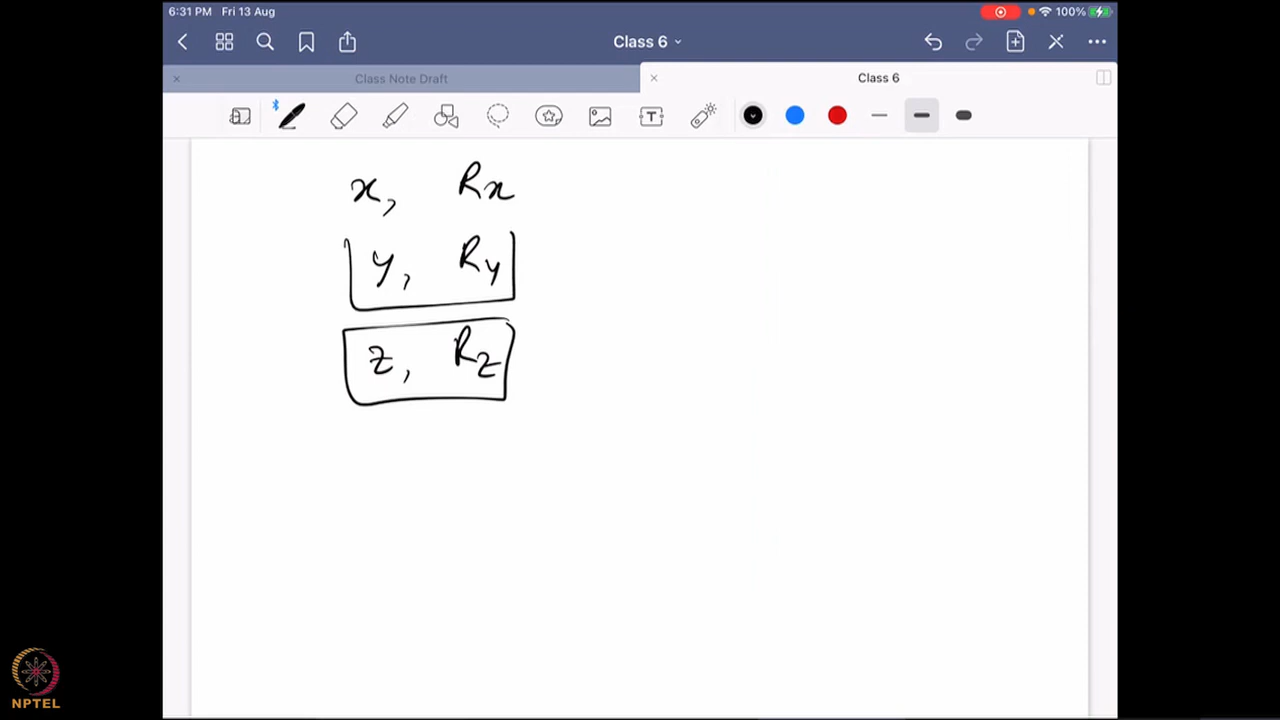 6:31 PM Fri 13 Aug 100%
Class 6
Class Note Draft Class 6
T
x, Rx
y, Ry
z, Rz
NPTEL